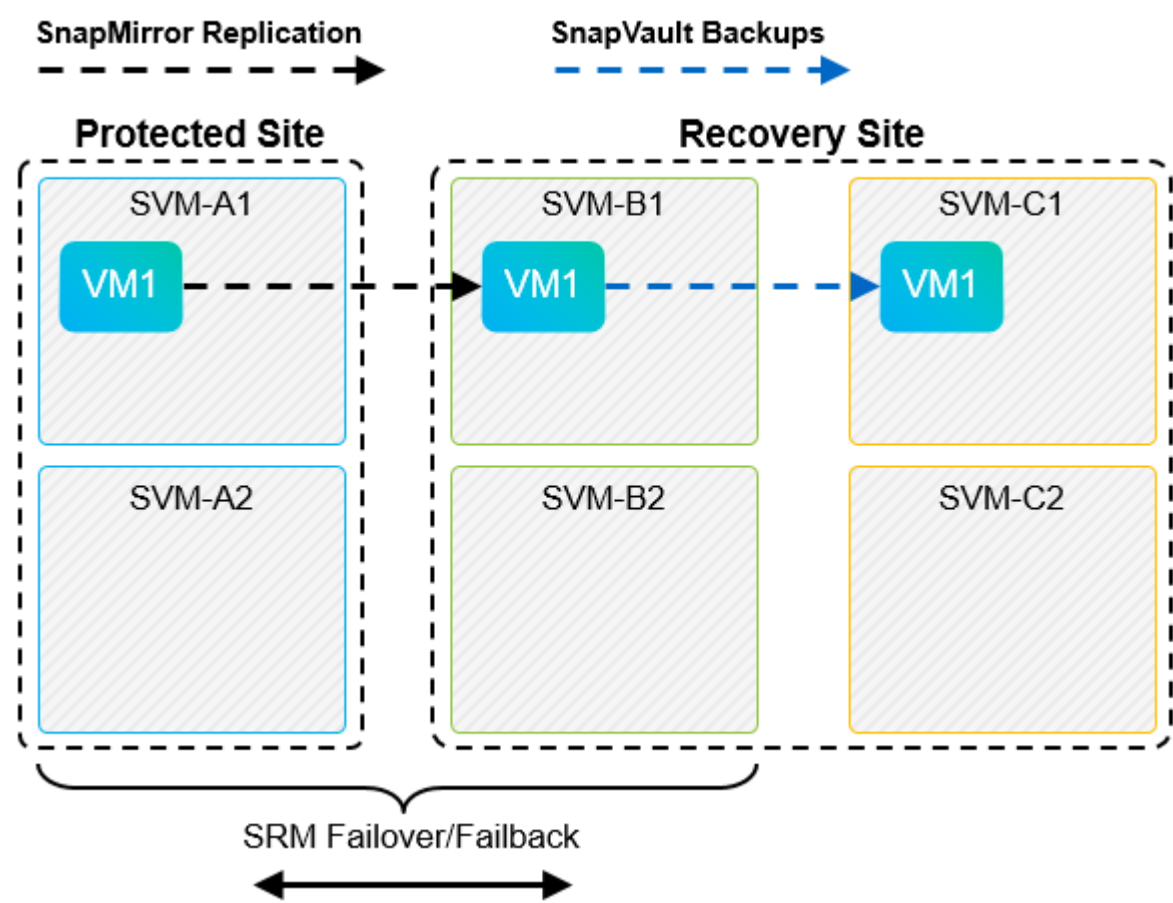 SnapMirror Replication
SnapVault Backups
Protected Site
Recovery Site
SVM-A1
SVM-B1
SVM-C1
VM1
VM1
VM1
SVM-A2
SVM-B2
SVM-C2
SRM Failover/Failback